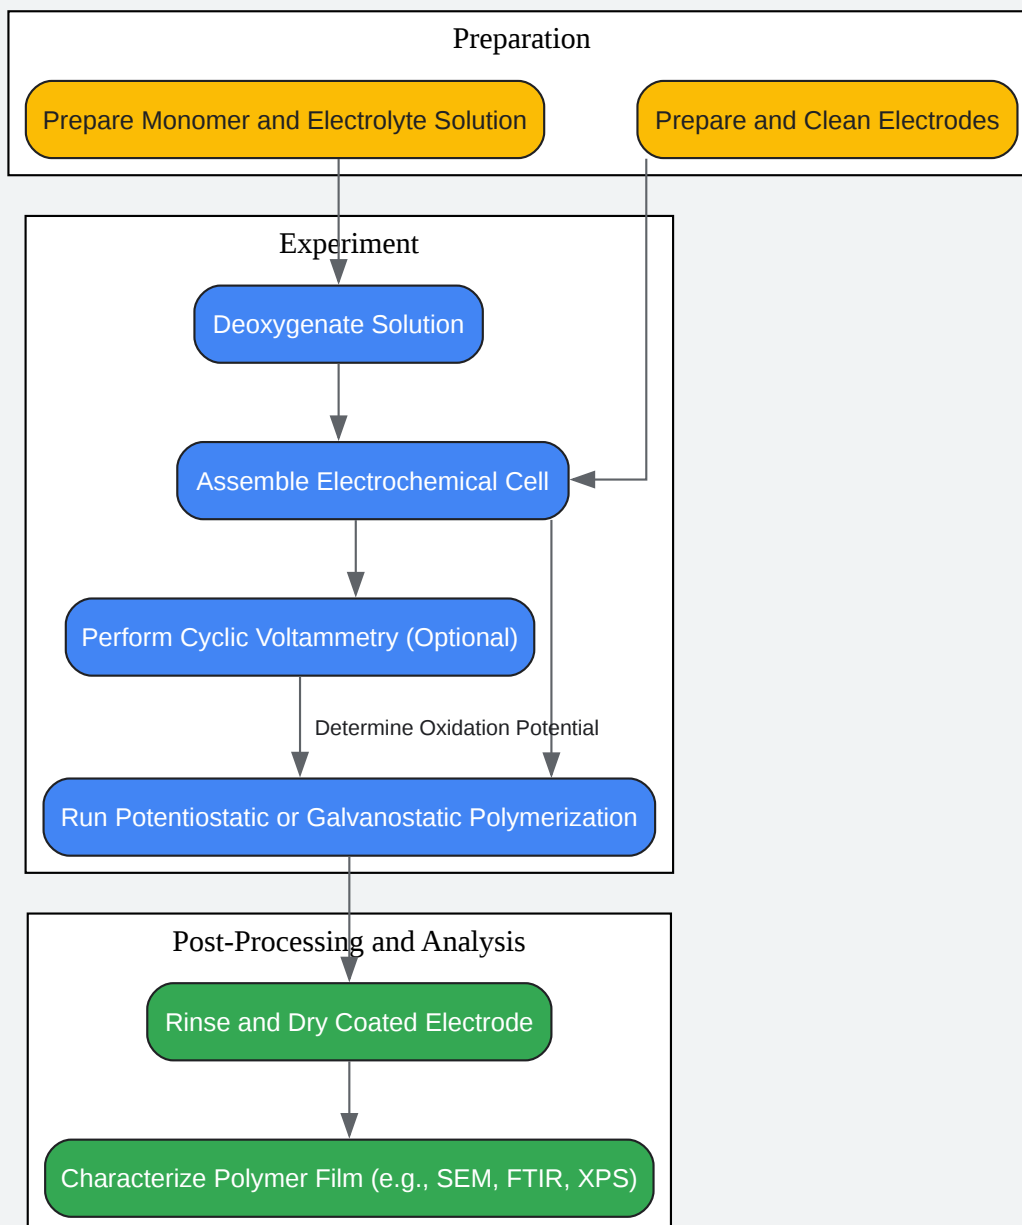 Preparation
Prepare Monomer and Electrolyte Solution
Prepare and Clean Electrodes
Experiment
Deoxygenate Solution
Assemble Electrochemical Cell
Perform Cyclic Voltammetry (Optional)
Determine Oxidation Potential
Run Potentiostatic or Galvanostatic Polymerization
Post-Processing and Analysis
Rinse and Dry Coated Electrode
Characterize Polymer Film (e.g., SEM, FTIR, XPS)